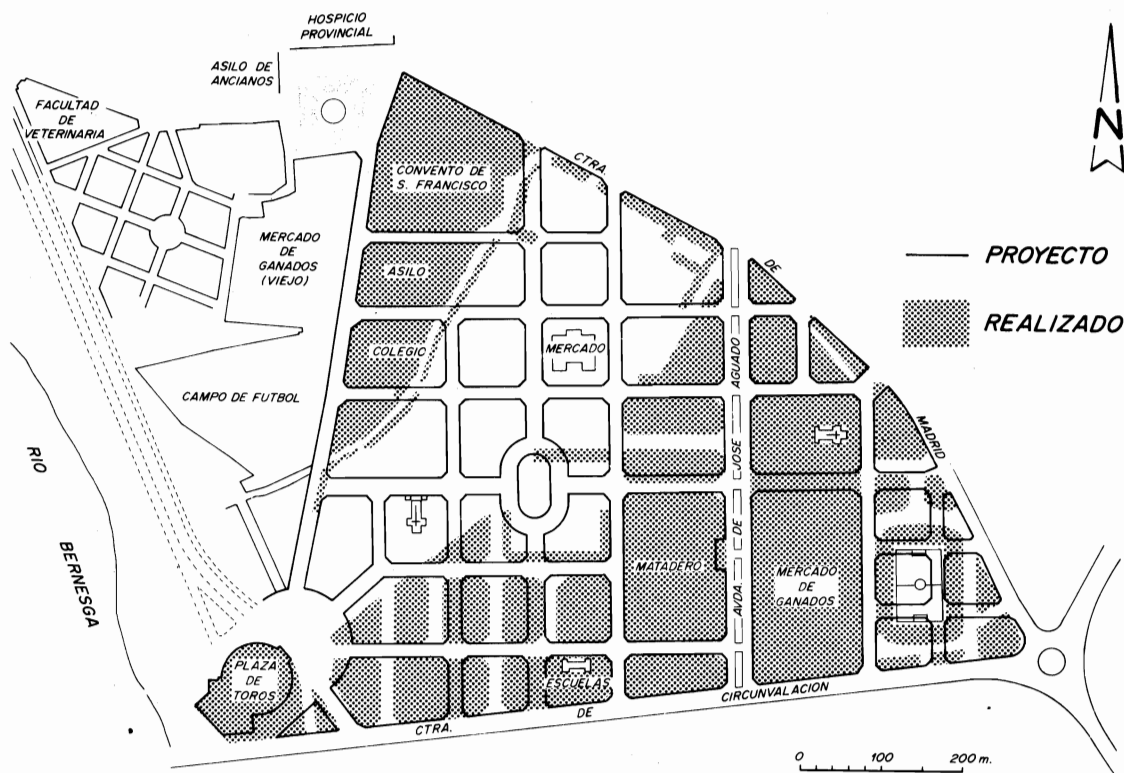 HOSPICIO
PROVINCIAL
ASILO DE
ANCIANOS
FACULTAD
DE
VETERINARIA
CONVENTO DE
S. FRANCISCO
CTRA.
DE
MADRID
N
MERCADO
DE
GANADOS
(VIEJO)
ASILO
PROYECTO
REALIZADO
COLEGIO
MERCADO
CAMPO DE FUTBOL
AVDA. DE JOSE AGUADO
RIO
BERNESGA
MATADERO
MERCADO
DE
GANADOS
PLAZA
DE
TOROS
ESCUELAS
CTRA. DE CIRCUNVALACION
0 100 200 m.